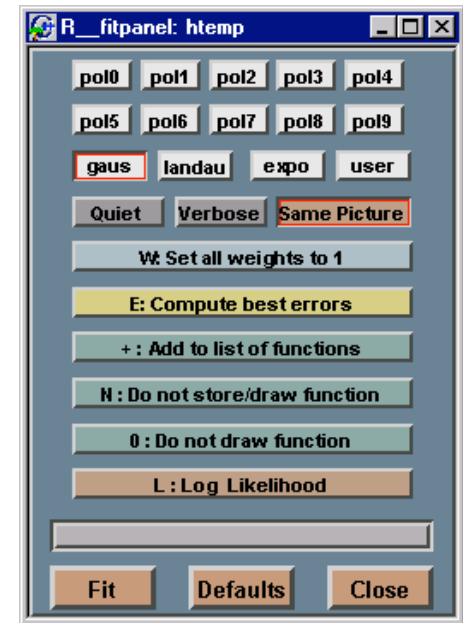 R__fitpanel: htemp
pol0 pol1 pol2 pol3 pol4
pol5 pol6 pol7 pol8 pol9
gaus landau expo user
Quiet Verbose Same Picture
W: Set all weights to 1
E: Compute best errors
+ : Add to list of functions
N : Do not store/draw function
0 : Do not draw function
L : Log Likelihood
Fit Defaults Close